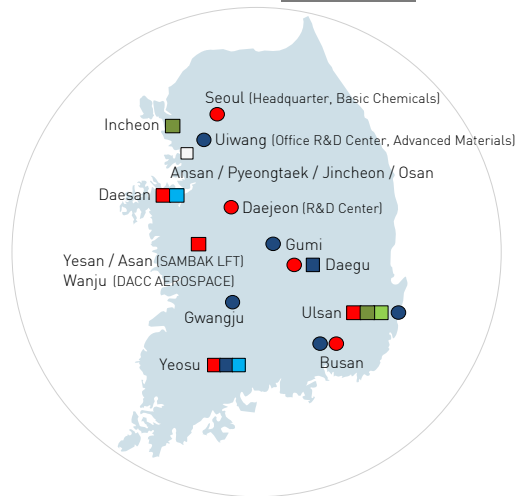 Seoul (Headquarter, Basic Chemicals)
Incheon
Uiwang (Office R&D Center, Advanced Materials)
Ansan / Pyeongtaek / Jincheon / Osan
Daesan
Daejeon (R&D Center)
Gumi
Yesan / Asan (SAMBAK LFT)
Daegu
Wanju (DACC AEROSPACE)
Gwangju
Ulsan
Busan
Yeosu